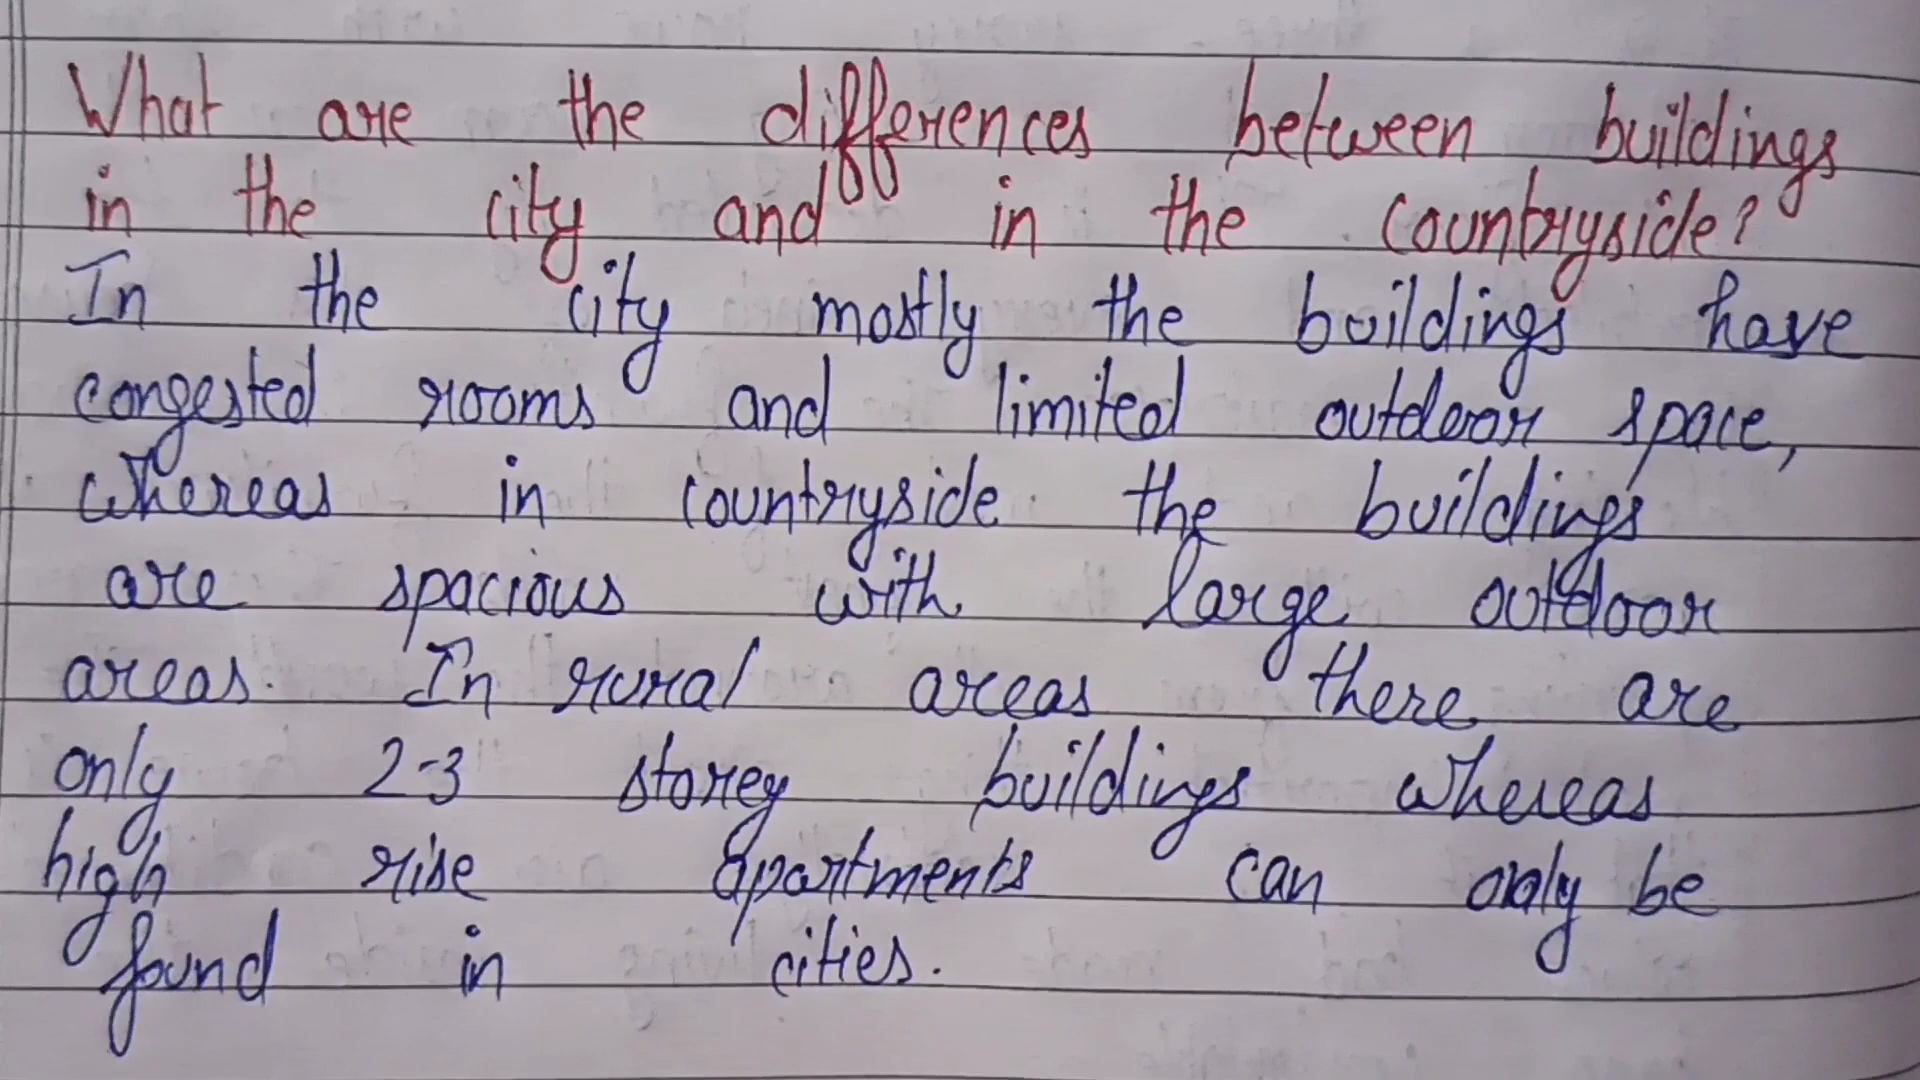 What are the differences between buildings
in the city and in the countryside?
In the city mostly the buildings have
congested rooms and limited outdoor space,
whereas in countryside the buildings
are spacious with large outdoor
areas. In rural areas there are
only 2-3 storey buildings whereas
high rise apartments can only be
found in cities.